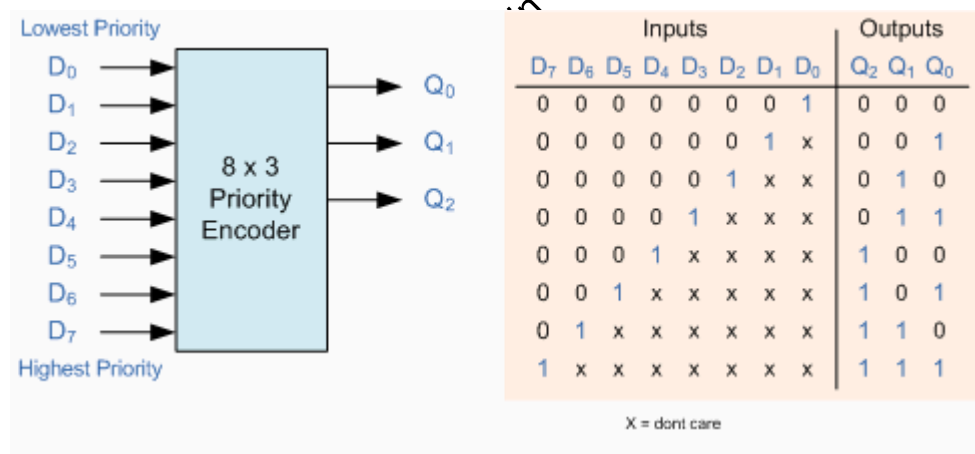 Lowest Priority
D0
D1
D2
D3
D4
D5
D6
D7
Highest Priority
8 x 3
Priority
Encoder
Q0
Q1
Q2
Inputs Outputs
D7 D6 D5 D4 D3 D2 D1 D0 Q2 Q1 Q0
0 0 0 0 0 0 0 1 0 0 0
0 0 0 0 0 0 1 x 0 0 1
0 0 0 0 0 1 x x 0 1 0
0 0 0 0 1 x x x 0 1 1
0 0 0 1 x x x x 1 0 0
0 0 1 x x x x x 1 0 1
0 1 x x x x x x 1 1 0
1 x x x x x x x 1 1 1
X = dont care